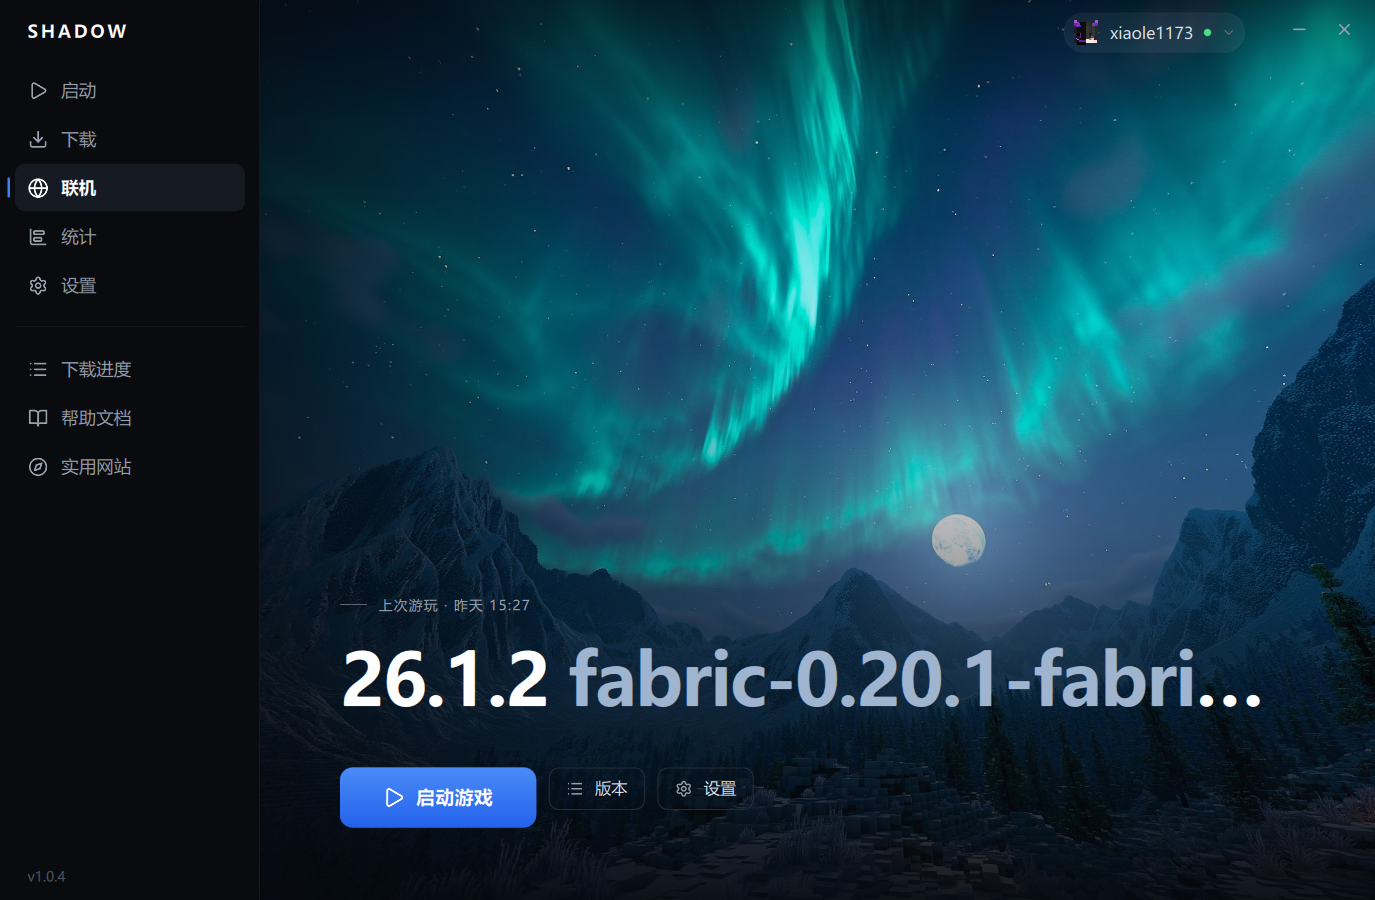 SHADOW
xiaole1173
启动
下载
联机
统计
设置
下载进度
帮助文档
实用网站
上次游玩 · 昨天 15:27
26.1.2 fabric-0.20.1-fabri...
启动游戏
版本
设置
v1.0.4